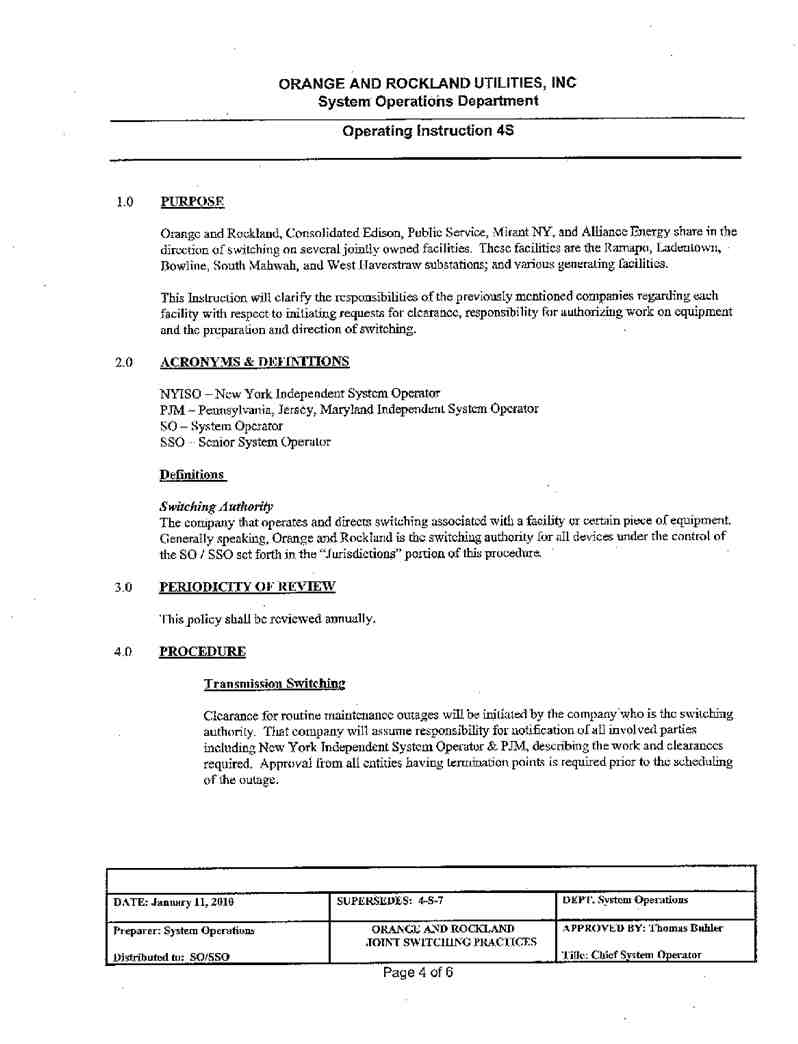 ORANGE AND ROCKLAND UTILITIES, INC
System Operations Department
Operating Instruction 4S
1.0 PURPOSE
Orange and Rockland, Consolidated Edison, Public Service, Mirant NY, and Alliance Energy share in the
direction of switching on several jointly owned facilities. These facilities are the Ramapo, Ladentown,
Bowline, South Mahwah, and West Haverstraw substations; and various generating facilities.
This Instruction will clarify the responsibilities of the previously mentioned companies regarding each
facility with respect to initiating requests for clearance, responsibility for authorizing work on equipment
and the preparation and direction of switching.
2.0 ACRONYMS & DEFINITIONS
NYISO – New York Independent System Operator
PJM – Pennsylvania, Jersey, Maryland Independent System Operator
SO – System Operator
SSO – Senior System Operator
Definitions
Switching Authority
The company that operates and directs switching associated with a facility or certain piece of equipment.
Generally speaking, Orange and Rockland is the switching authority for all devices under the control of
the SO / SSO set forth in the “Jurisdictions” portion of this procedure.
3.0 PERIODICITY OF REVIEW
This policy shall be reviewed annually.
4.0 PROCEDURE
Transmission Switching
Clearance for routine maintenance outages will be initiated by the company who is the switching
authority. That company will assume responsibility for notification of all involved parties
including New York Independent System Operator & PJM, describing the work and clearances
required. Approval from all entities having termination points is required prior to the scheduling
of the outage.
DATE: January 11, 2010 SUPERSEDES: 4-S-7 DEPT. System Operations
Preparer: System Operations ORANGE AND ROCKLAND APPROVED BY: Thomas Buhler
JOINT SWITCHING PRACTICES
Distributed to: SO/SSO Title: Chief System Operator
Page 4 of 6